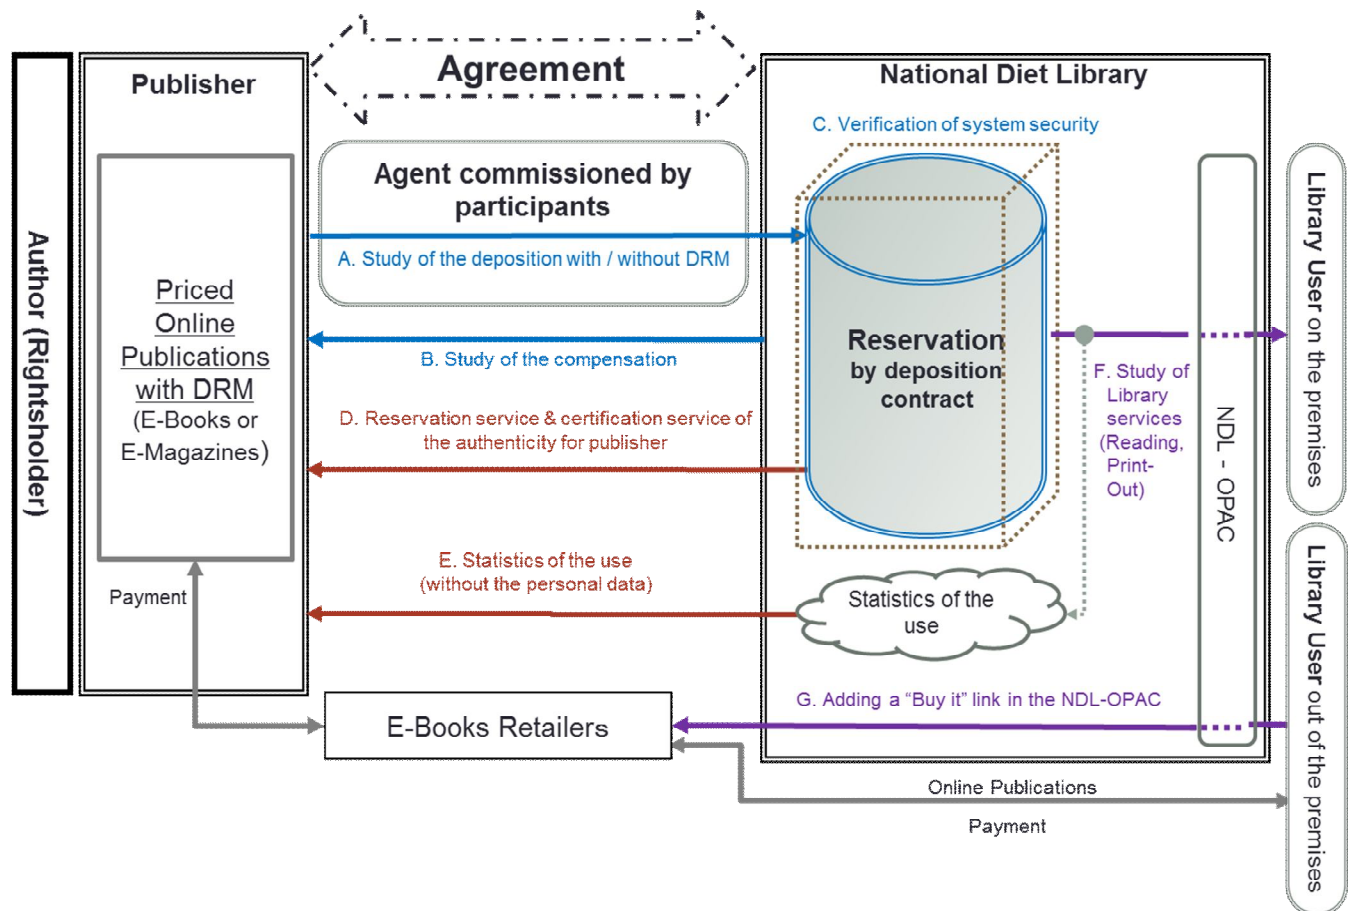 Agreement
Publisher
National Diet Library
C. Verification of system security
Agent commissioned by
participants
A. Study of the deposition with / without DRM
Author (Rightsholder)
Priced
Online
Publications
with DRM
(E-Books or
E-Magazines)
B. Study of the compensation
Reservation
by deposition
contract
F. Study of
Library
services
(Reading,
Print-
Out)
NDL - OPAC
Library User on the premises
D. Reservation service & certification service of
the authenticity for publisher
E. Statistics of the use
(without the personal data)
Statistics of the
use
Payment
G. Adding a “Buy it” link in the NDL-OPAC
E-Books Retailers
Library User out of the premises
Online Publications
Payment